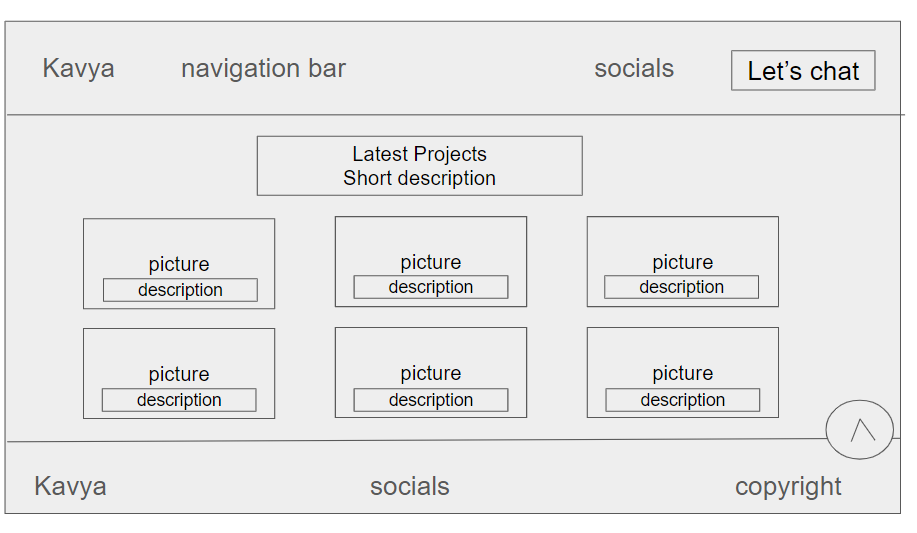 Kavya
navigation bar
socials
Let’s chat
Latest Projects
Short description
picture
description
picture
description
picture
description
picture
description
picture
description
picture
description
Kavya
socials
copyright